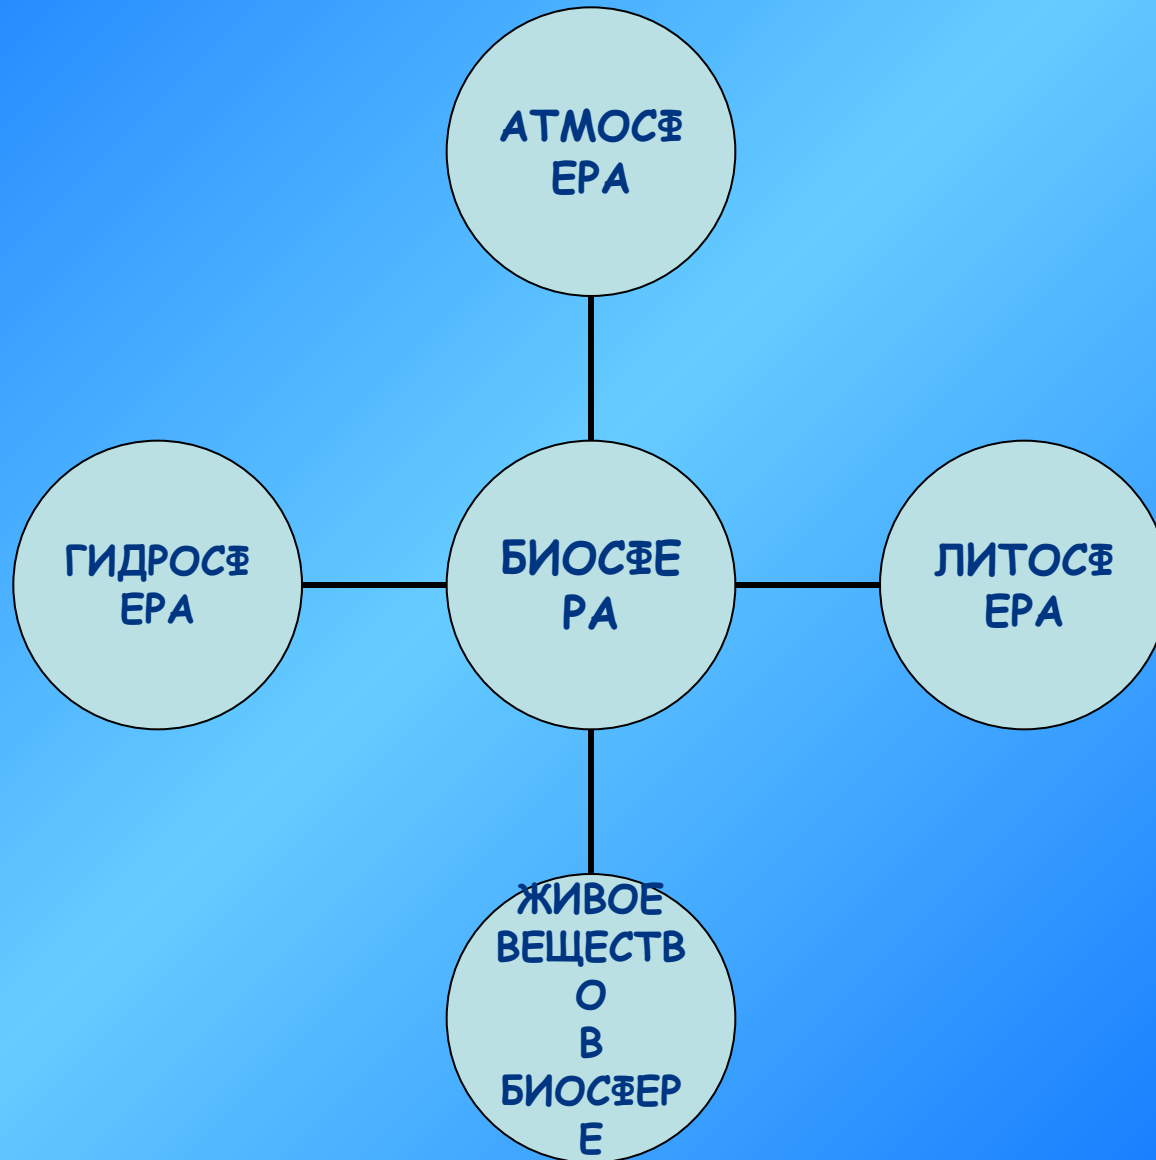 АТМОСФ
ЕРА
ГИДРОСФ
ЕРА
БИОСФЕ
РА
ЛИТОСФ
ЕРА
ЖИВОЕ
ВЕЩЕСТВ
О
В
БИОСФЕР
Е